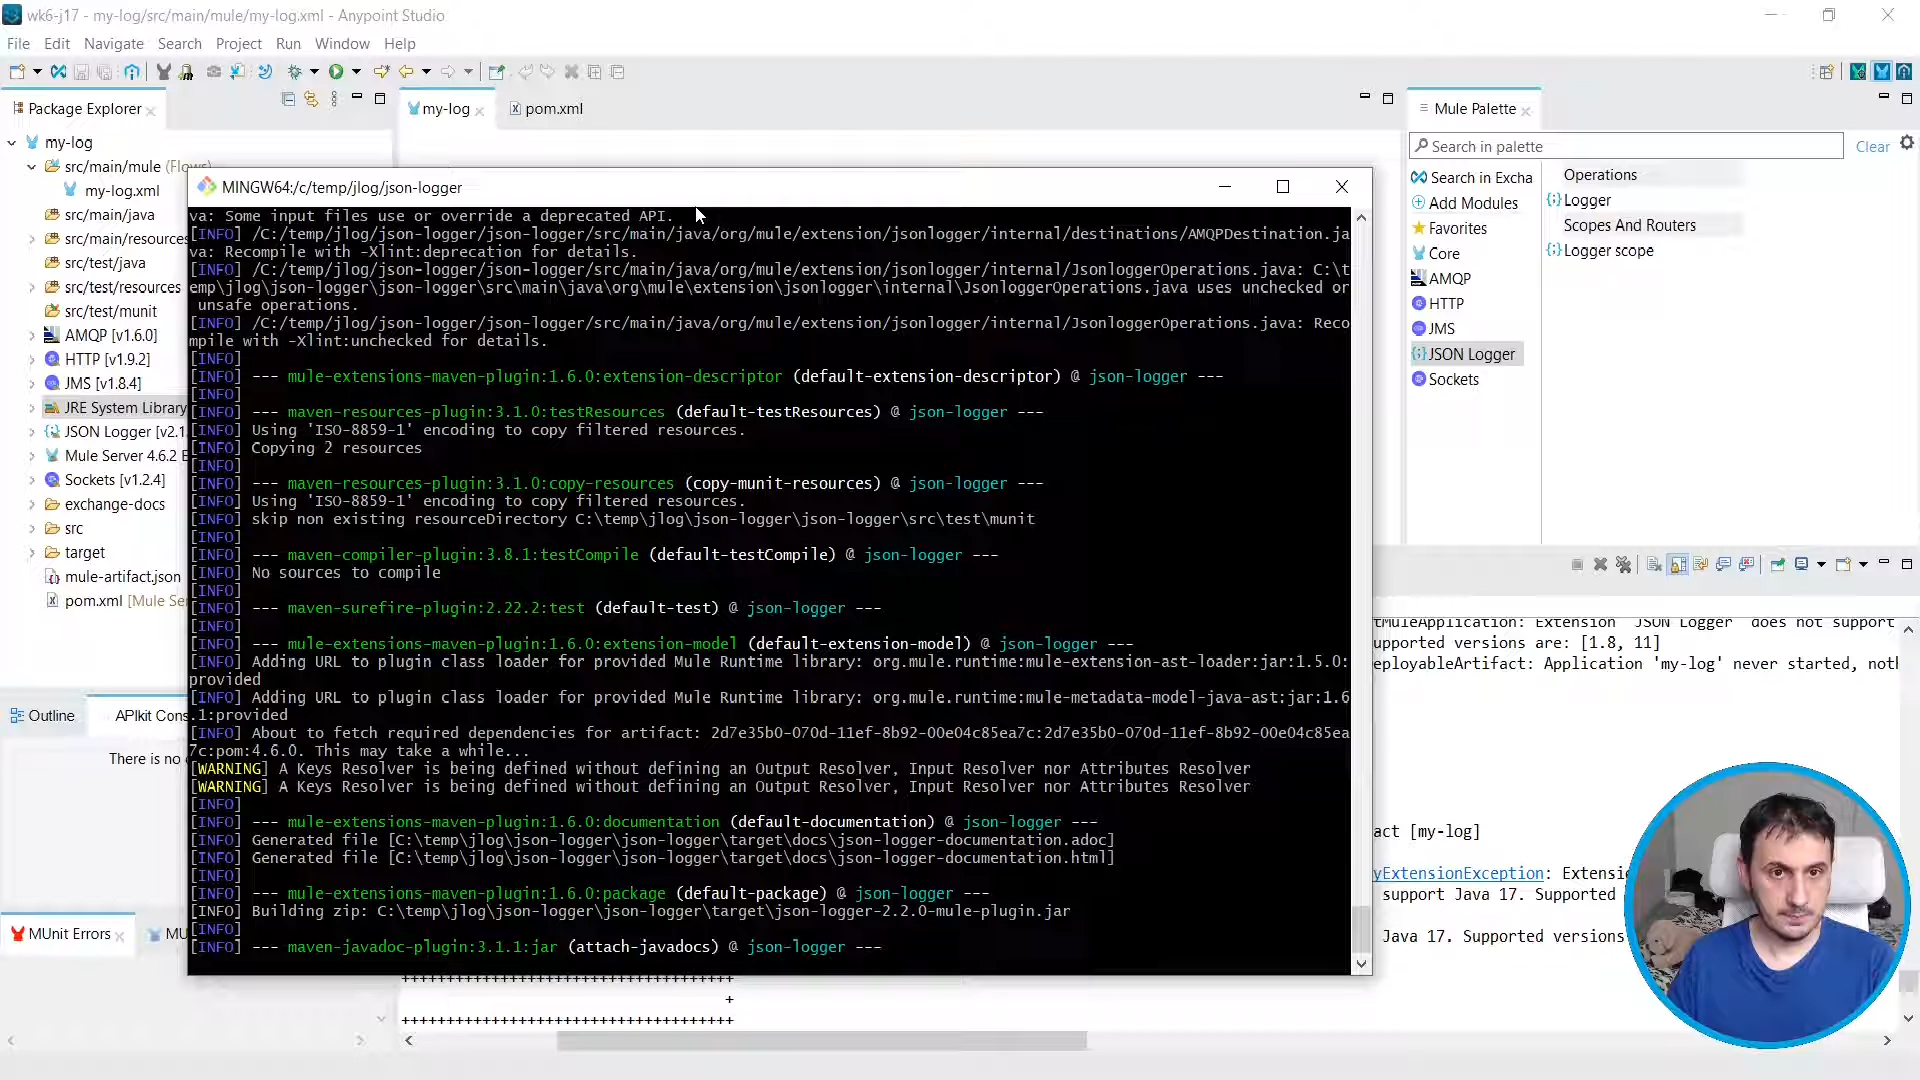 wk6-j17 - my-log/src/main/mule/my-log.xml - Anypoint Studio
File Edit Navigate Search Project Run Window Help
Package Explorer
my-log
src/main/mule (Flows)
my-log.xml
src/main/java
src/main/resources
src/test/java
src/test/resources
src/test/munit
AMQP [v1.6.0]
HTTP [v1.9.2]
JMS [v1.8.4]
JRE System Library
JSON Logger [v2.1
Mule Server 4.6.2 E
Sockets [v1.2.4]
exchange-docs
src
target
mule-artifact.json
pom.xml [Mule Se
Outline
APIkit Cons
There is no
MUnit Errors
MU
my-log
pom.xml
MINGW64:/c/temp/jlog/json-logger
va: Some input files use or override a deprecated API.
[INFO] /C:/temp/jlog/json-logger/json-logger/src/main/java/org/mule/extension/jsonlogger/internal/destinations/AMQPDestination.ja
va: Recompile with -Xlint:deprecation for details.
[INFO] /C:/temp/jlog/json-logger/json-logger/src/main/java/org/mule/extension/jsonlogger/internal/JsonloggerOperations.java: C:\t
emp\jlog\json-logger\json-logger\src\main\java\org\mule\extension\jsonlogger\internal\JsonloggerOperations.java uses unchecked or
unsafe operations.
[INFO] /C:/temp/jlog/json-logger/json-logger/src/main/java/org/mule/extension/jsonlogger/internal/JsonloggerOperations.java: Reco
mpile with -Xlint:unchecked for details.
[INFO]
[INFO] --- mule-extensions-maven-plugin:1.6.0:extension-descriptor (default-extension-descriptor) @ json-logger ---
[INFO]
[INFO] --- maven-resources-plugin:3.1.0:testResources (default-testResources) @ json-logger ---
[INFO] Using 'ISO-8859-1' encoding to copy filtered resources.
[INFO] Copying 2 resources
[INFO]
[INFO] --- maven-resources-plugin:3.1.0:copy-resources (copy-munit-resources) @ json-logger ---
[INFO] Using 'ISO-8859-1' encoding to copy filtered resources.
[INFO] skip non existing resourceDirectory C:\temp\jlog\json-logger\json-logger\src\test\munit
[INFO]
[INFO] --- maven-compiler-plugin:3.8.1:testCompile (default-testCompile) @ json-logger ---
[INFO] No sources to compile
[INFO]
[INFO] --- maven-surefire-plugin:2.22.2:test (default-test) @ json-logger ---
[INFO]
[INFO] --- mule-extensions-maven-plugin:1.6.0:extension-model (default-extension-model) @ json-logger ---
[INFO] Adding URL to plugin class loader for provided Mule Runtime library: org.mule.runtime:mule-extension-ast-loader:jar:1.5.0:
provided
[INFO] Adding URL to plugin class loader for provided Mule Runtime library: org.mule.runtime:mule-metadata-model-java-ast:jar:1.6
.1:provided
[INFO] About to fetch required dependencies for artifact: 2d7e35b0-070d-11ef-8b92-00e04c85ea7c:2d7e35b0-070d-11ef-8b92-00e04c85ea
7c:pom:4.6.0. This may take a while...
[WARNING] A Keys Resolver is being defined without defining an Output Resolver, Input Resolver nor Attributes Resolver
[WARNING] A Keys Resolver is being defined without defining an Output Resolver, Input Resolver nor Attributes Resolver
[INFO]
[INFO] --- mule-extensions-maven-plugin:1.6.0:documentation (default-documentation) @ json-logger ---
[INFO] Generated file [C:\temp\jlog\json-logger\json-logger\target\docs\json-logger-documentation.adoc]
[INFO] Generated file [C:\temp\jlog\json-logger\json-logger\target\docs\json-logger-documentation.html]
[INFO]
[INFO] --- mule-extensions-maven-plugin:1.6.0:package (default-package) @ json-logger ---
[INFO] Building zip: C:\temp\jlog\json-logger\json-logger\target\json-logger-2.2.0-mule-plugin.jar
[INFO]
[INFO] --- maven-javadoc-plugin:3.1.1:jar (attach-javadocs) @ json-logger ---
+++++++++++++++++++++++++++++++++++++
+
+++++++++++++++++++++++++++++++++++++
Mule Palette
Search in palette
Clear
Search in Excha
Add Modules
Favorites
Core
AMQP
HTTP
JMS
JSON Logger
Sockets
Operations
Logger
Scopes And Routers
Logger scope
tMuleApplication: Extension 'JSON Logger' does not support
upported versions are: [1.8, 11]
eployableArtifact: Application 'my-log' never started, noth
act [my-log]
yExtensionException: Extensi
support Java 17. Supported
Java 17. Supported versions